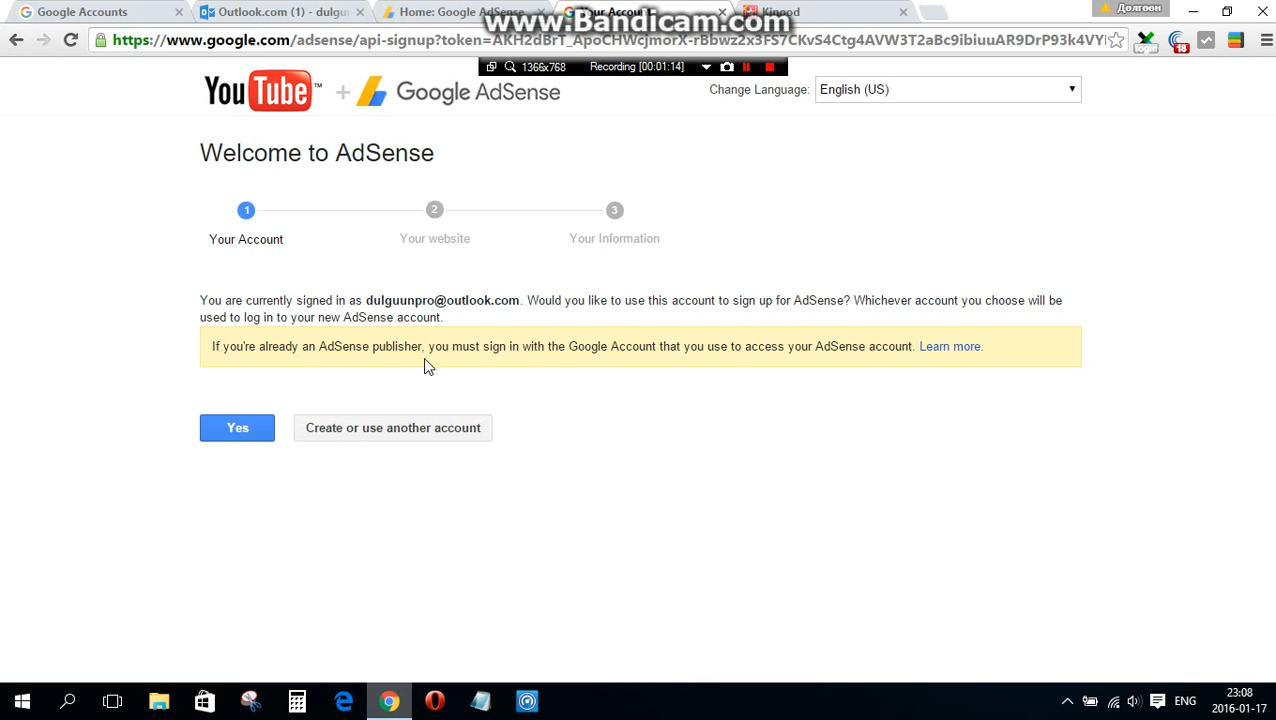 Google Accounts
Outlook.com (1) - dulgu
Home: Google AdSense
Your Accou
Kinood
Долгоон
www.Bandicam.com
https://www.google.com/adsense/api-signup?token=
login
18
1366x768
Recording [00:01:14]
YouTube™ + Google AdSense
Change Language:
English (US)
Welcome to AdSense
1
2
3
Your Account
Your website
Your Information
You are currently signed in as dulguunpro@outlook.com. Would you like to use this account to sign up for AdSense? Whichever account you choose will be
used to log in to your new AdSense account.
If you're already an AdSense publisher, you must sign in with the Google Account that you use to access your AdSense account. Learn more.
Yes
Create or use another account
ENG
23:08
2016-01-17